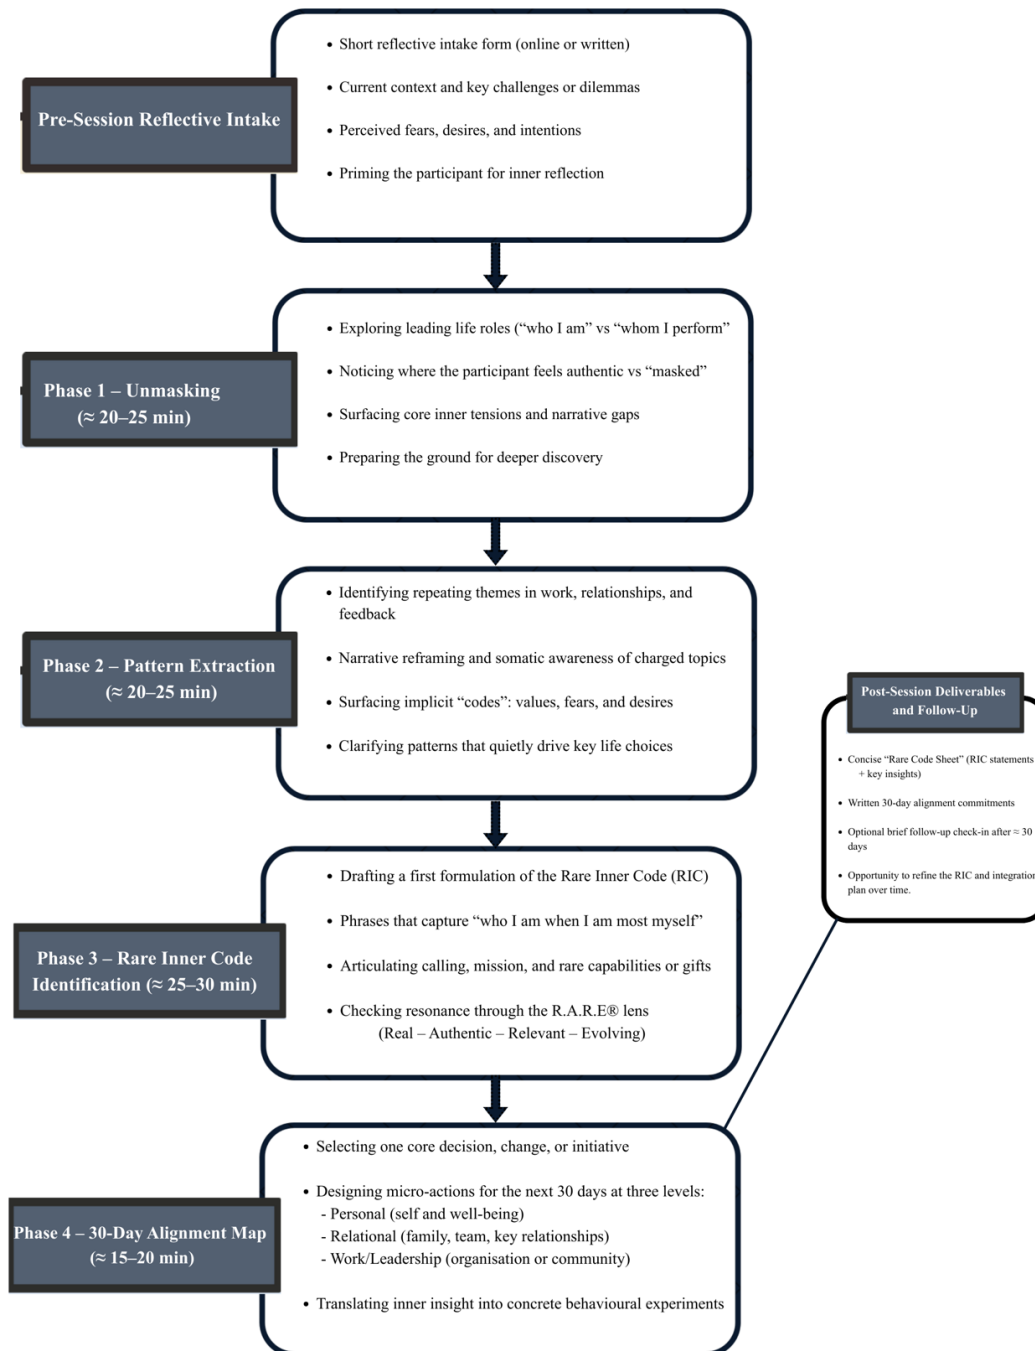 Pre-Session Reflective Intake
• Short reflective intake form (online or written)
• Current context and key challenges or dilemmas
• Perceived fears, desires, and intentions
• Priming the participant for inner reflection
Phase 1 – Unmasking
(≈ 20–25 min)
• Exploring leading life roles (“who I am” vs “whom I perform”
• Noticing where the participant feels authentic vs “masked”
• Surfacing core inner tensions and narrative gaps
• Preparing the ground for deeper discovery
Phase 2 – Pattern Extraction
(≈ 20–25 min)
• Identifying repeating themes in work, relationships, and
feedback
• Narrative reframing and somatic awareness of charged topics
• Surfacing implicit “codes”: values, fears, and desires
• Clarifying patterns that quietly drive key life choices
Phase 3 – Rare Inner Code
Identification (≈ 25–30 min)
• Drafting a first formulation of the Rare Inner Code (RIC)
• Phrases that capture “who I am when I am most myself”
• Articulating calling, mission, and rare capabilities or gifts
• Checking resonance through the R.A.R.E® lens
(Real – Authentic – Relevant – Evolving)
Phase 4 – 30-Day Alignment Map
(≈ 15–20 min)
• Selecting one core decision, change, or initiative
• Designing micro-actions for the next 30 days at three levels:
- Personal (self and well-being)
- Relational (family, team, key relationships)
- Work/Leadership (organisation or community)
• Translating inner insight into concrete behavioural experiments
Post-Session Deliverables
and Follow-Up
• Concise “Rare Code Sheet” (RIC statements
+ key insights)
• Written 30-day alignment commitments
• Optional brief follow-up check-in after ≈ 30
days
• Opportunity to refine the RIC and integration
plan over time.